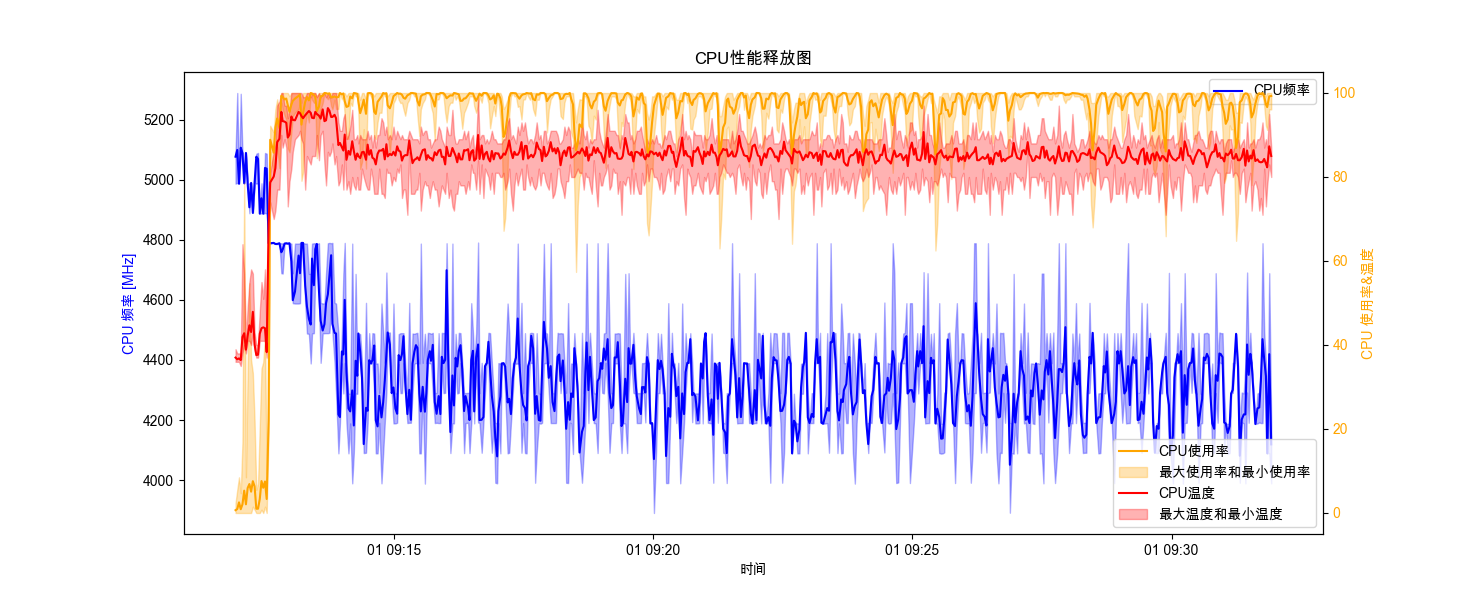 CPU性能释放图
CPU频率
5200
5000
4800
4600
4400
4200
4000
CPU 频率 [MHz]
100
80
60
40
20
0
CPU 使用率&温度
CPU使用率
最大使用率和最小使用率
CPU温度
最大温度和最小温度
01 09:15
01 09:20
01 09:25
01 09:30
时间